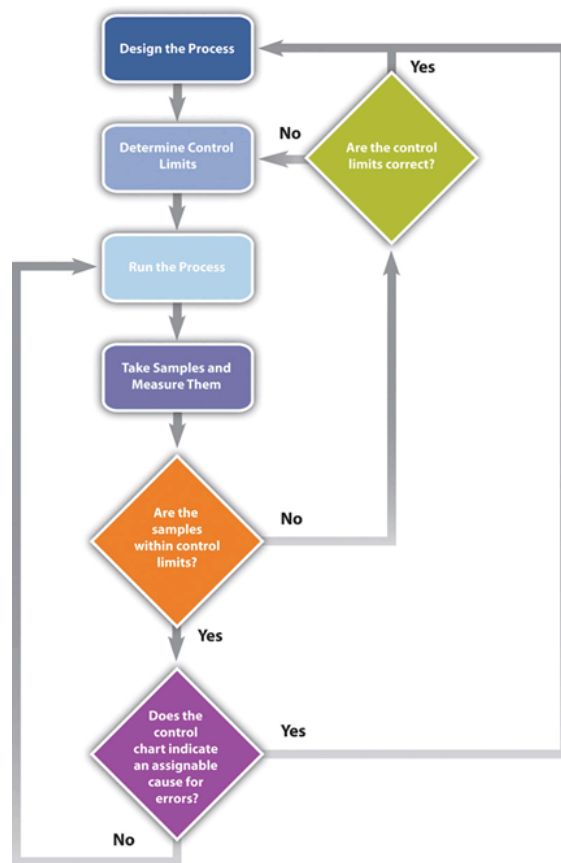 Design the Process
Yes
No
Determine Control
Limits
Are the control
limits correct?
Run the Process
Take Samples and
Measure Them
Are the
samples
within control
limits?
No
Yes
Does the
control
chart indicate
an assignable
cause for
errors?
Yes
No